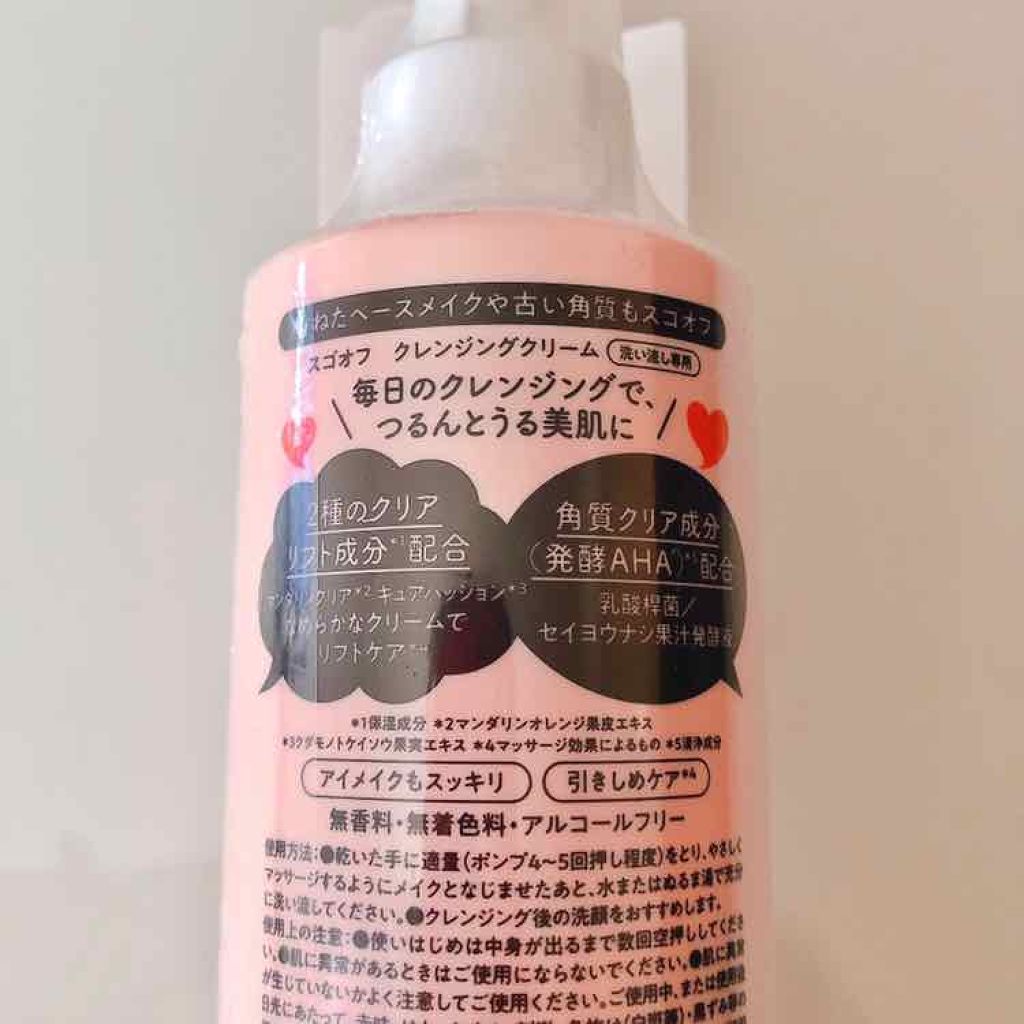 ねたベースメイクや古い角質もスゴオフ
スゴオフ クレンジングクリーム 洗い流し専用
毎日のクレンジングで、
つるんとうる美肌に
2種のクリア
リフト成分*1配合
マンダリンクリア*2 キュアパッション*3
なめらかなクリームで
リフトケア*4
角質クリア成分
(発酵AHA)*5配合
乳酸桿菌/
セイヨウナシ果汁発酵液
*1保湿成分 *2マンダリンオレンジ果皮エキス
*3クダモノトケイソウ果実エキス *4マッサージ効果によるもの *5清浄成分
アイメイクもスッキリ
引きしめケア*4
無香料・無着色料・アルコールフリー
使用方法:●乾いた手に適量(ポンプ4〜5回押し程度)をとり、やさしく
マッサージするようにメイクとなじませたあと、水またはぬるま湯で充分
に洗い流してください。●クレンジング後の洗顔をおすすめします。
使用上の注意:●使いはじめは中身が出るまで数回空押ししてくださ
い。●肌に異常があるときはご使用にならないでください。●肌に異常
が生じていないかよく注意してご使用ください。ご使用中、または使用後
日光にあたって、赤味、